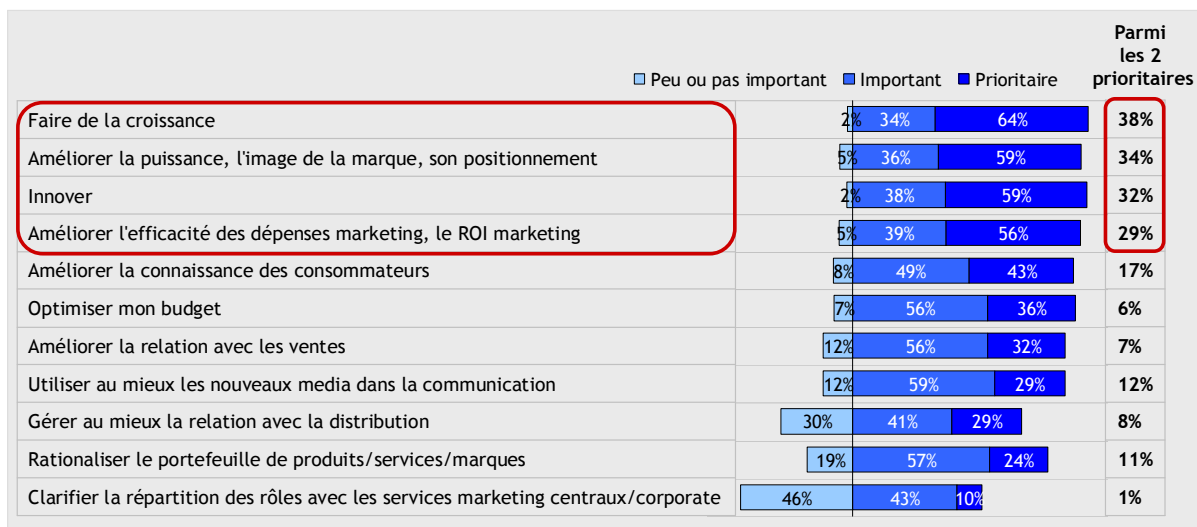 Parmi
les 2
prioritaires
Peu ou pas important Important Prioritaire
Faire de la croissance 2% 34% 64% 38%
Améliorer la puissance, l'image de la marque, son positionnement 5% 36% 59% 34%
Innover 2% 38% 59% 32%
Améliorer l'efficacité des dépenses marketing, le ROI marketing 5% 39% 56% 29%
Améliorer la connaissance des consommateurs 8% 49% 43% 17%
Optimiser mon budget 7% 56% 36% 6%
Améliorer la relation avec les ventes 12% 56% 32% 7%
Utiliser au mieux les nouveaux media dans la communication 12% 59% 29% 12%
Gérer au mieux la relation avec la distribution 30% 41% 29% 8%
Rationaliser le portefeuille de produits/services/marques 19% 57% 24% 11%
Clarifier la répartition des rôles avec les services marketing centraux/corporate 46% 43% 10% 1%